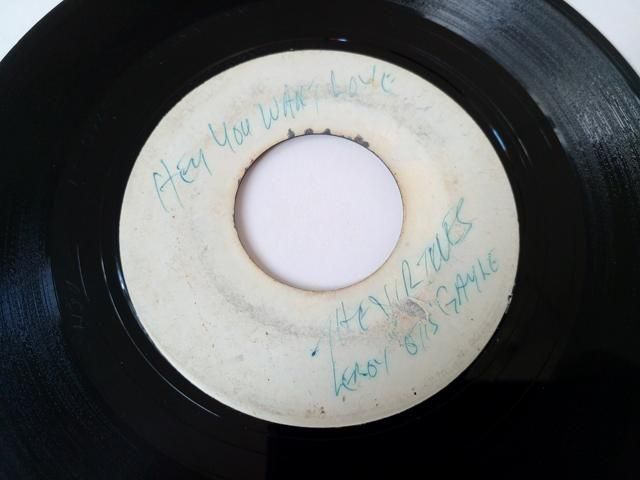 HEY YOU WANT LOVE
THE VIRTUES
LEROY OTIS GAYLE